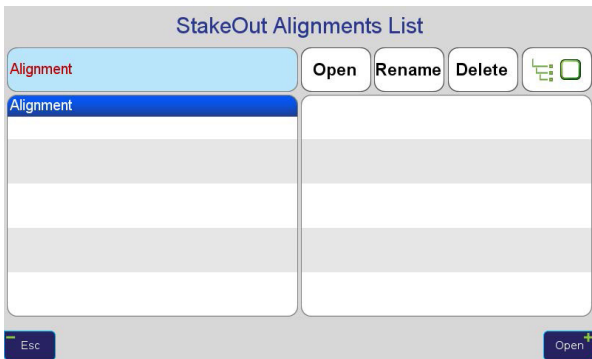 StakeOut Alignments List
Alignment
Open
Rename
Delete
Alignment
Esc
Open